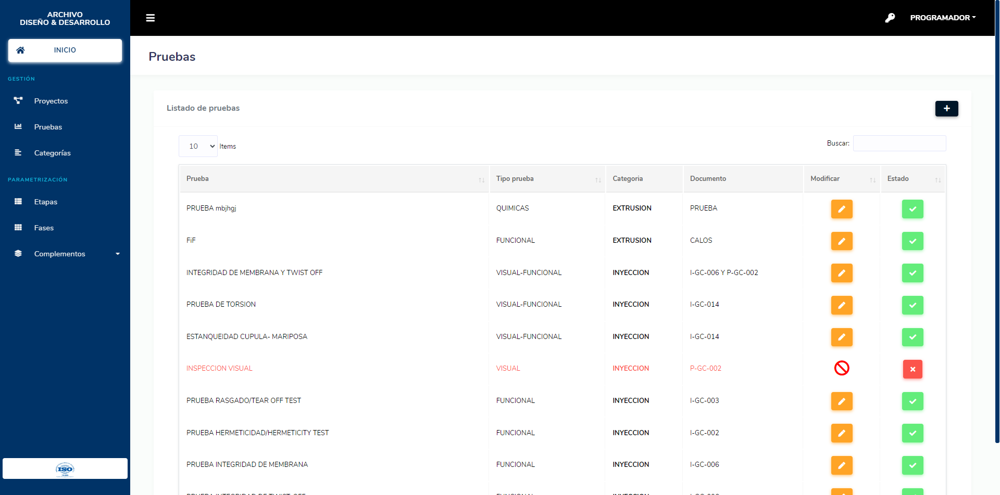 ARCHIVO
DISEÑO & DESARROLLO
PROGRAMADOR
INICIO
Pruebas
GESTIÓN
Proyectos
Pruebas
Categorías
PARAMETRIZACIÓN
Etapas
Fases
Complementos
ISO
Listado de pruebas
+
10 Items
Buscar:
Prueba Tipo prueba Categoria Documento Modificar Estado
PRUEBA mbjhgj QUIMICAS EXTRUSION PRUEBA
FiF FUNCIONAL EXTRUSION CALOS
INTEGRIDAD DE MEMBRANA Y TWIST OFF VISUAL-FUNCIONAL INYECCION I-GC-006 Y P-GC-002
PRUEBA DE TORSION VISUAL-FUNCIONAL INYECCION I-GC-014
ESTANQUEIDAD CUPULA- MARIPOSA VISUAL-FUNCIONAL INYECCION I-GC-014
INSPECCION VISUAL VISUAL INYECCION P-GC-002
PRUEBA RASGADO/TEAR OFF TEST FUNCIONAL INYECCION I-GC-003
PRUEBA HERMETICIDAD/HERMETICITY TEST FUNCIONAL INYECCION I-GC-002
PRUEBA INTEGRIDAD DE MEMBRANA FUNCIONAL INYECCION I-GC-006